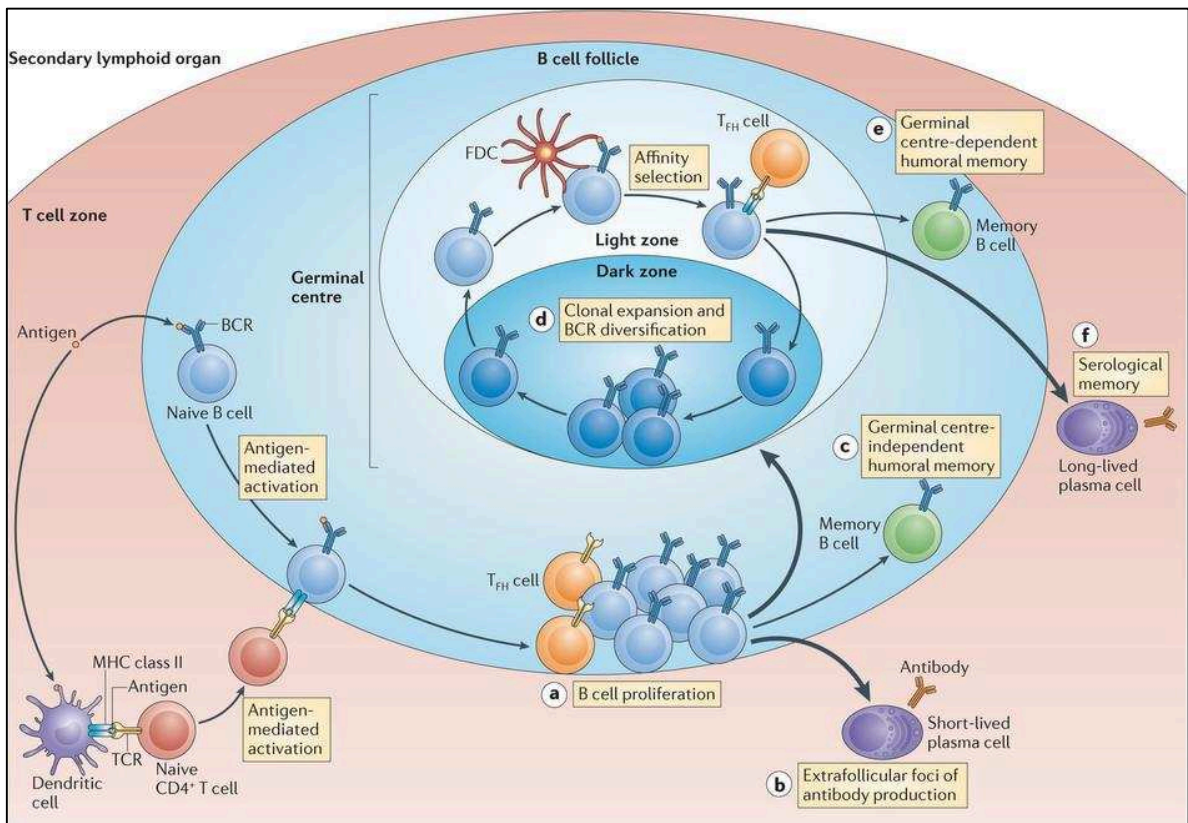 Secondary lymphoid organ
B cell follicle
T cell zone
Germinal
centre
FDC
Affinity
selection
TFH cell
e
Germinal
centre-dependent
humoral memory
Memory
B cell
Light zone
Dark zone
d
Clonal expansion and
BCR diversification
Antigen
BCR
Naive B cell
Antigen-
mediated
activation
f
Serological
memory
Long-lived
plasma cell
c
Germinal centre-
independent
humoral memory
Memory
B cell
TFH cell
a
B cell proliferation
MHC class II
Antigen
TCR
Dendritic
cell
Naive
CD4+ T cell
Antigen-
mediated
activation
Antibody
Short-lived
plasma cell
b
Extrafollicular foci of
antibody production